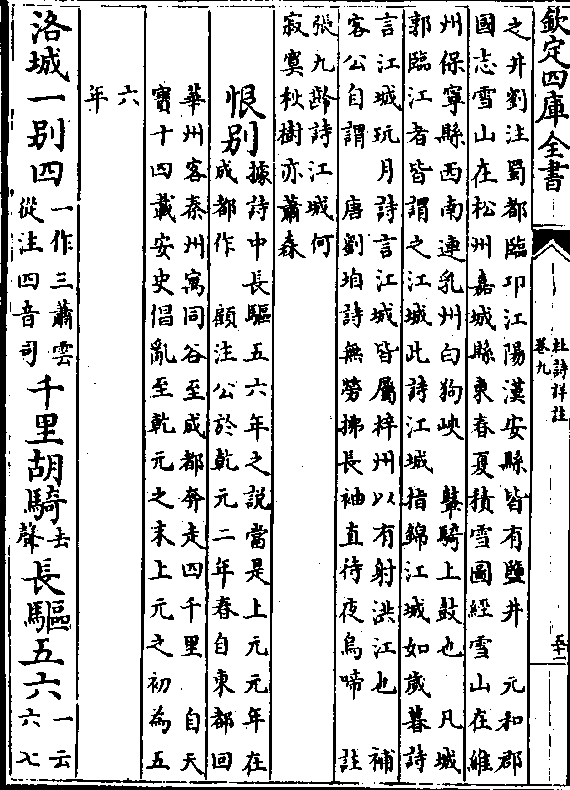 欽定四庫全書
杜詩詳註
卷九
之井劉注蜀都臨邛江陽漢安縣皆有鹽井 元和郡
國志雪山在松州嘉城縣東春夏積雪圖經雪山在維
州保寧縣西南連乳州白狗峽 鼙騎上鼓也 凡城
郭臨江者皆謂之江城此詩江城指錦江城如歲暮詩
言江城玩月詩言江城皆屬梓州以有射洪江也 補
客公自謂 唐劉珀詩無勞拂長袖直待夜烏啼 註
張九齡詩江城何
寂寞秋樹亦蕭森
恨别 據詩中長驅五六年之說當是上元元年在
成都作 顧注公於乾元二年春自東都回
華州客秦州寓同谷至成都奔走四千里 自天
寶十四載安史倡亂至乾元之末上元之初為五
六
年
洛城一别四一作三蕭雲從注四音司千里胡騎去聲長驅五六一云六七